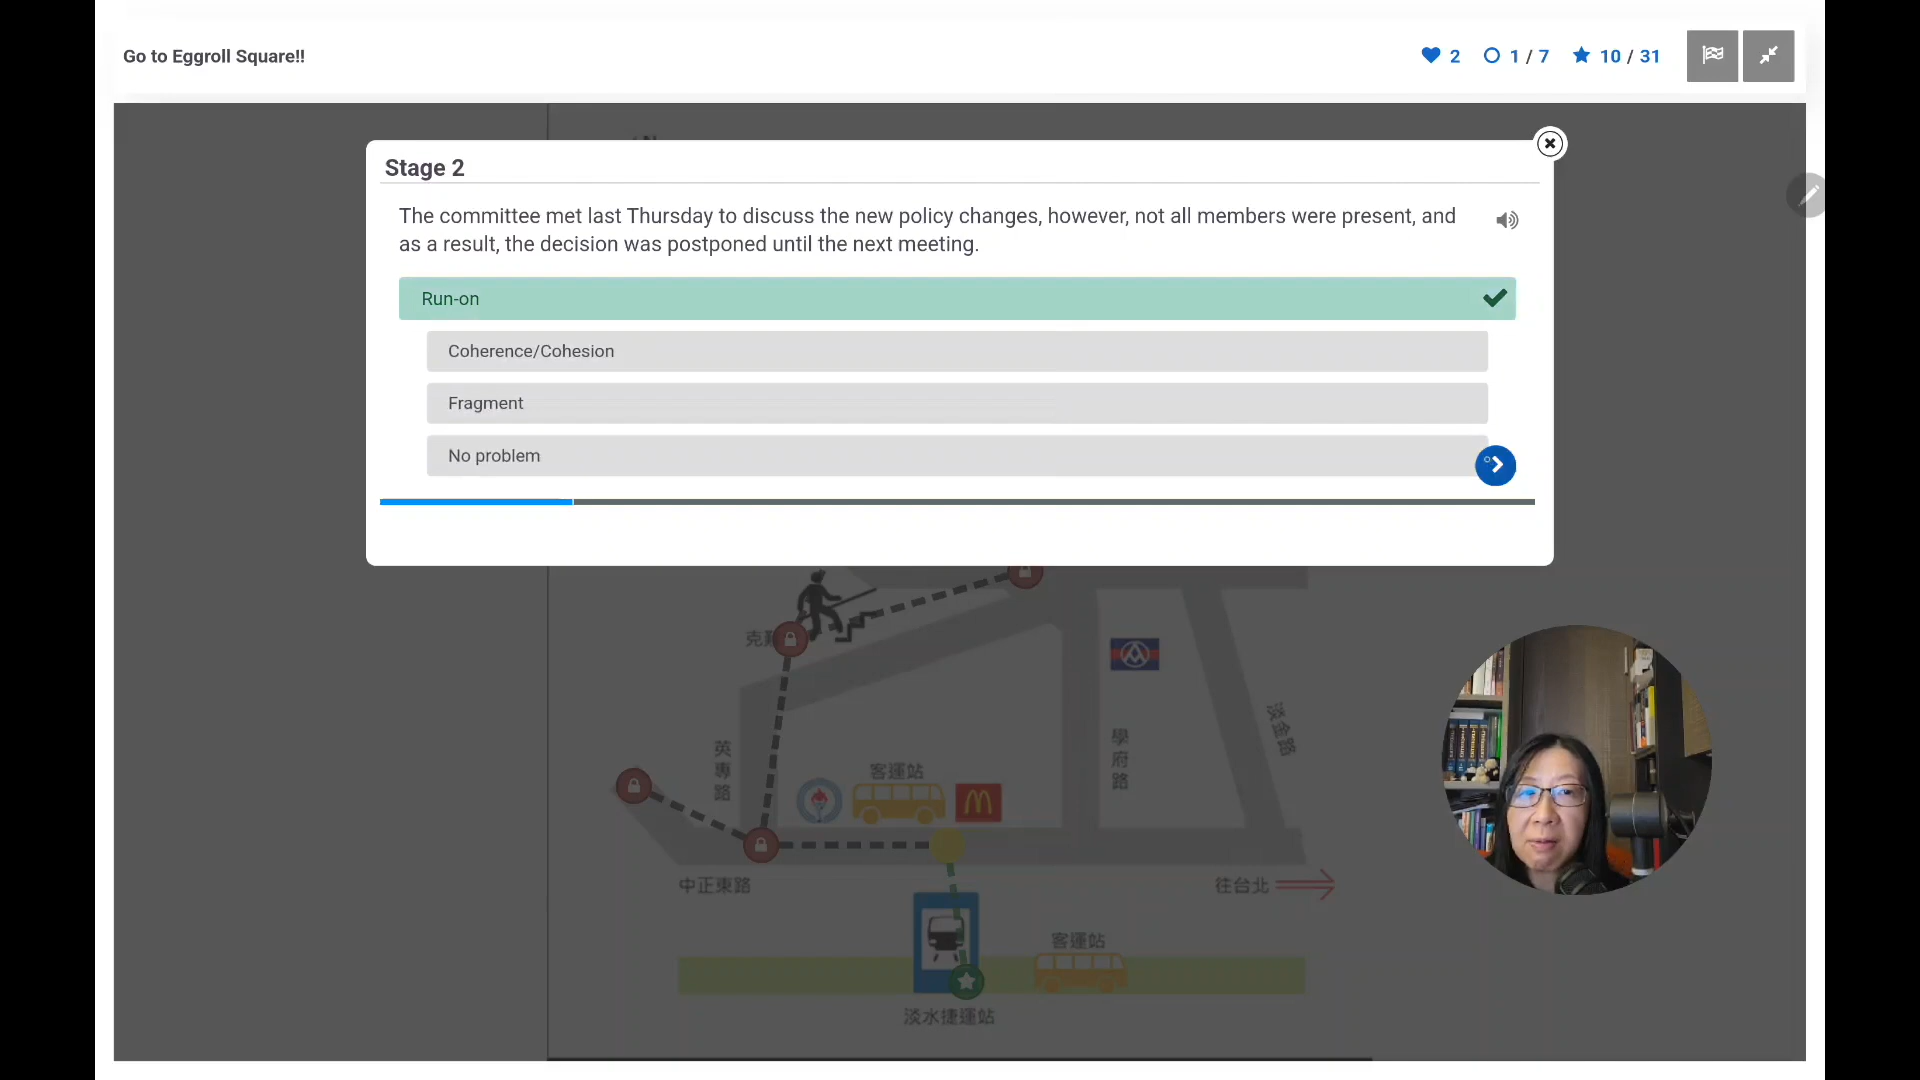 Go to Eggroll Square!!
2 1 / 7 10 / 31
Stage 2
The committee met last Thursday to discuss the new policy changes, however, not all members were present, and
as a result, the decision was postponed until the next meeting.
Run-on
Coherence/Cohesion
Fragment
No problem
英專路
客運站
學府路
淡金路
中正東路
往台北
客運站
淡水捷運站